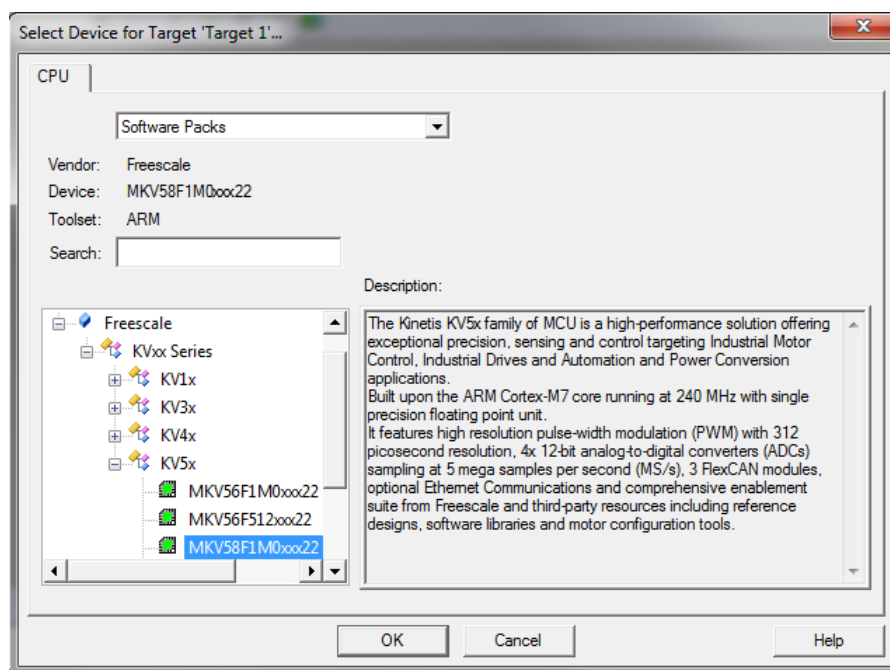 Select Device for Target 'Target 1'...
CPU
Software Packs
Vendor: Freescale
Device: MKV58F1M0xxx22
Toolset: ARM
Search:
Description:
Freescale
KVxx Series
KV1x
KV3x
KV4x
KV5x
MKV56F1M0xxx22
MKV56F512xxx22
MKV58F1M0xxx22
The Kinetis KV5x family of MCU is a high-performance solution offering
exceptional precision, sensing and control targeting Industrial Motor
Control, Industrial Drives and Automation and Power Conversion
applications.
Built upon the ARM Cortex-M7 core running at 240 MHz with single
precision floating point unit.
It features high resolution pulse-width modulation (PWM) with 312
picosecond resolution, 4x 12-bit analog-to-digital converters (ADCs)
sampling at 5 mega samples per second (MS/s), 3 FlexCAN modules,
optional Ethernet Communications and comprehensive enablement
suite from Freescale and third-party resources including reference
designs, software libraries and motor configuration tools.
OK
Cancel
Help